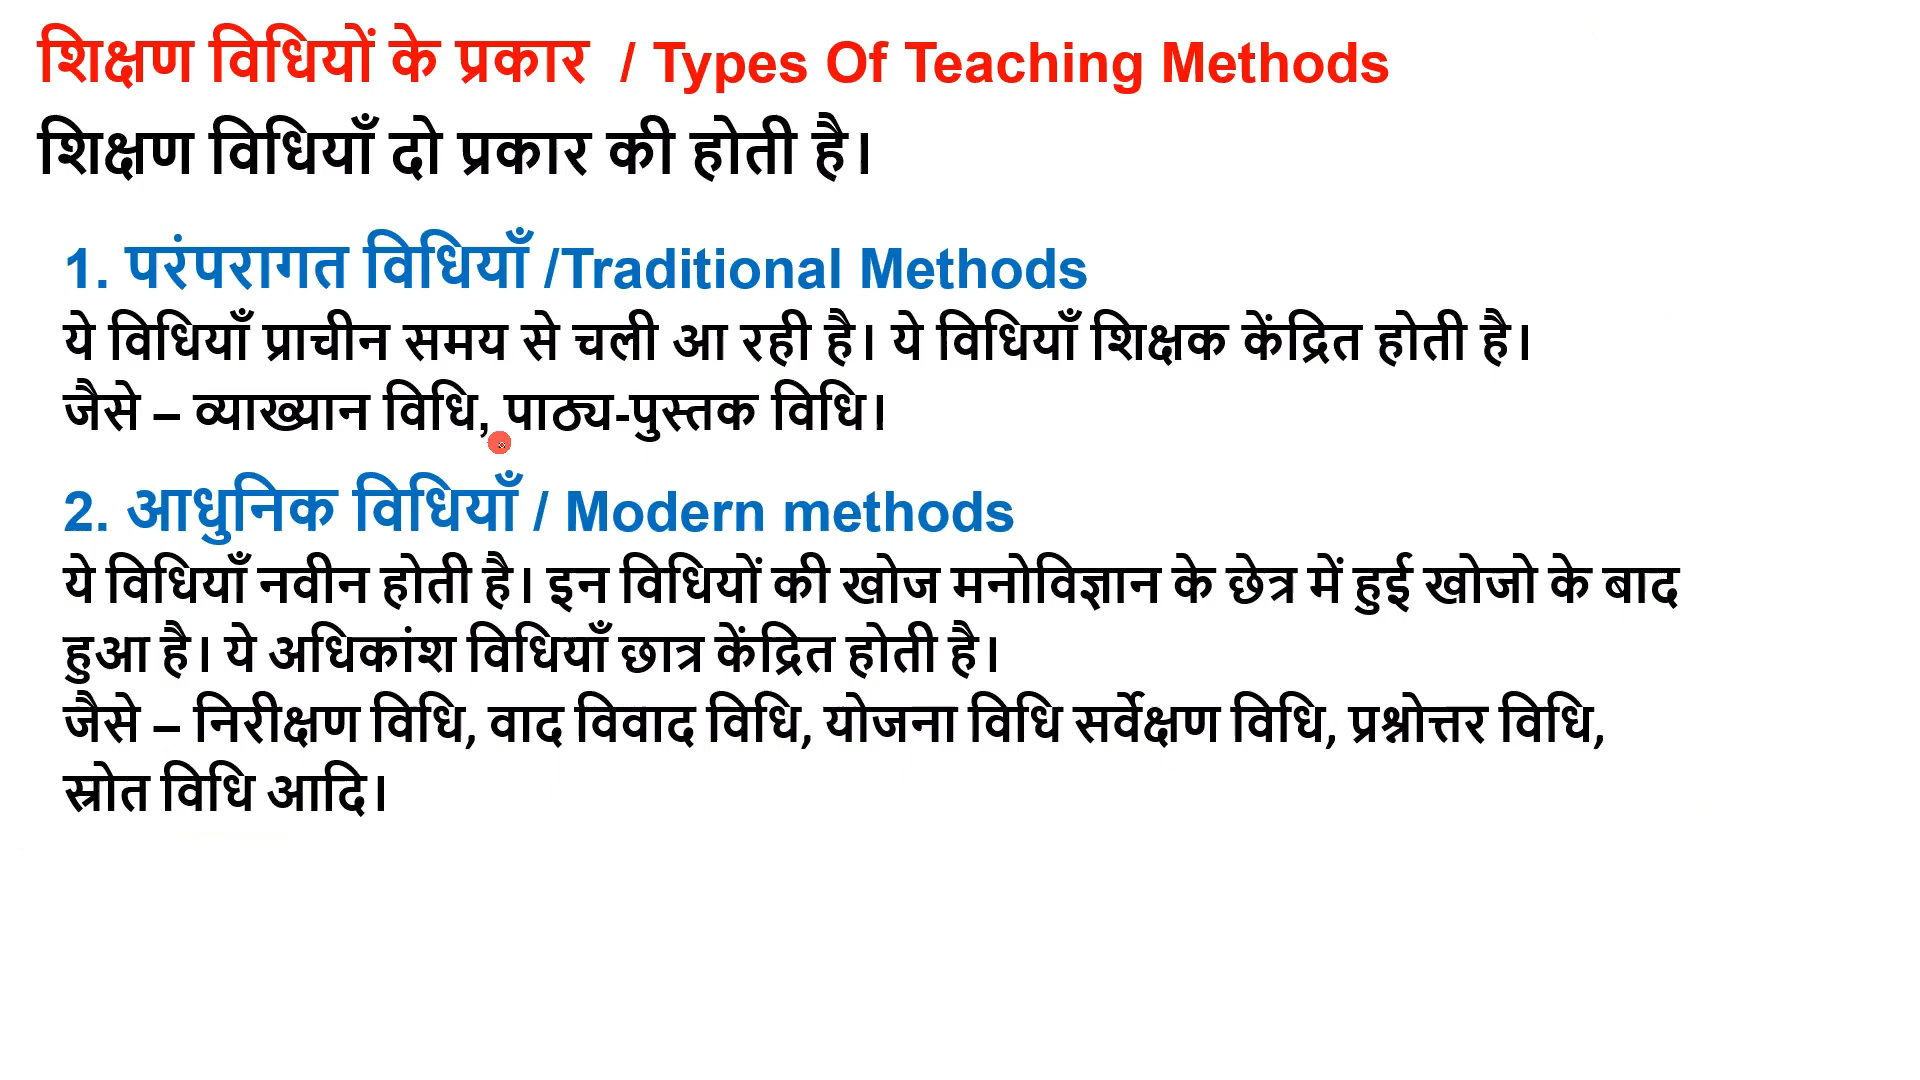 शिक्षण विधियों के प्रकार / Types Of Teaching Methods
शिक्षण विधियाँ दो प्रकार की होती है।
1. परंपरागत विधियाँ /Traditional Methods
ये विधियाँ प्राचीन समय से चली आ रही है। ये विधियाँ शिक्षक केंद्रित होती है।
जैसे – व्याख्यान विधि, पाठ्य-पुस्तक विधि।
2. आधुनिक विधियाँ / Modern methods
ये विधियाँ नवीन होती है। इन विधियों की खोज मनोविज्ञान के छेत्र में हुई खोजो के बाद
हुआ है। ये अधिकांश विधियाँ छात्र केंद्रित होती है।
जैसे – निरीक्षण विधि, वाद विवाद विधि, योजना विधि सर्वेक्षण विधि, प्रश्नोत्तर विधि,
स्रोत विधि आदि।